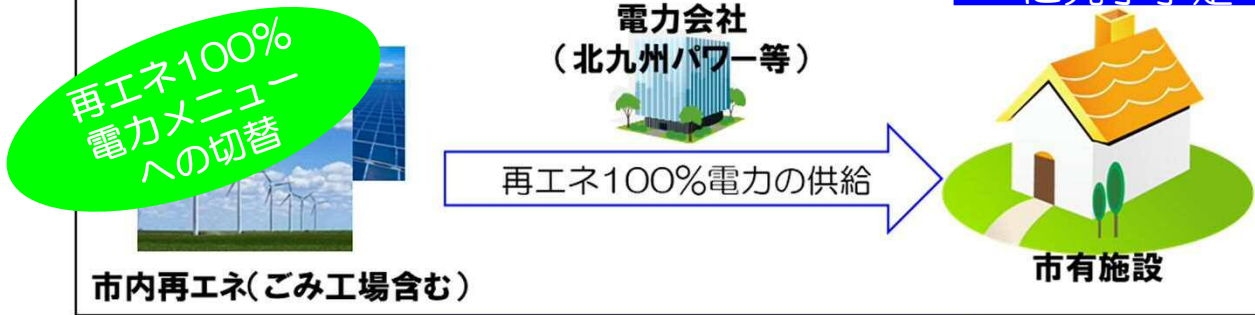 再エネ100%
電力メニュー
への切替
電力会社
(北九州パワー等)
再エネ100%電力の供給
市内再エネ(ごみ工場含む)
市有施設